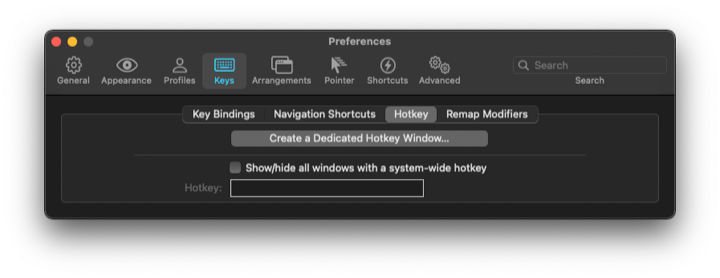 Preferences
General Appearance Profiles Keys Arrangements Pointer Shortcuts Advanced Search
Search
Key Bindings Navigation Shortcuts Hotkey Remap Modifiers
Create a Dedicated Hotkey Window...
Show/hide all windows with a system-wide hotkey
Hotkey: